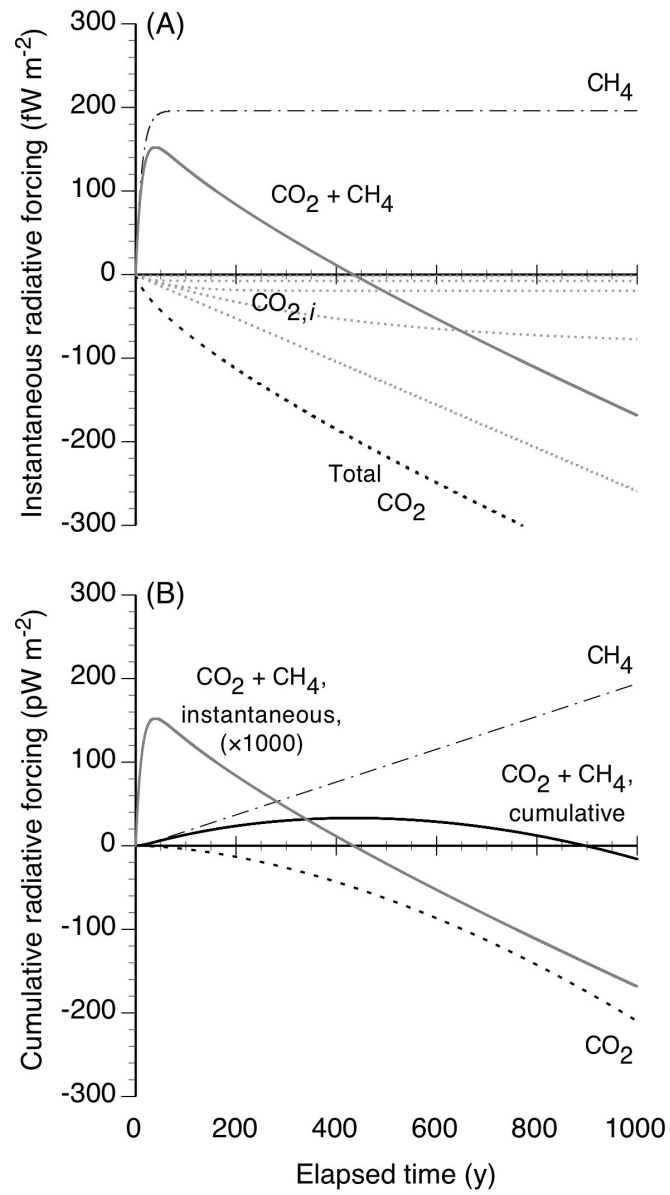 (A)
Instantaneous radiative forcing (fW m⁻²)
300
200
100
0
-100
-200
-300
CH₄
CO₂ + CH₄
CO₂,i
Total
CO₂
(B)
Cumulative radiative forcing (pW m⁻²)
300
200
100
0
-100
-200
-300
CH₄
CO₂ + CH₄,
instantaneous,
(×1000)
CO₂ + CH₄,
cumulative
CO₂
0 200 400 600 800 1000
Elapsed time (y)